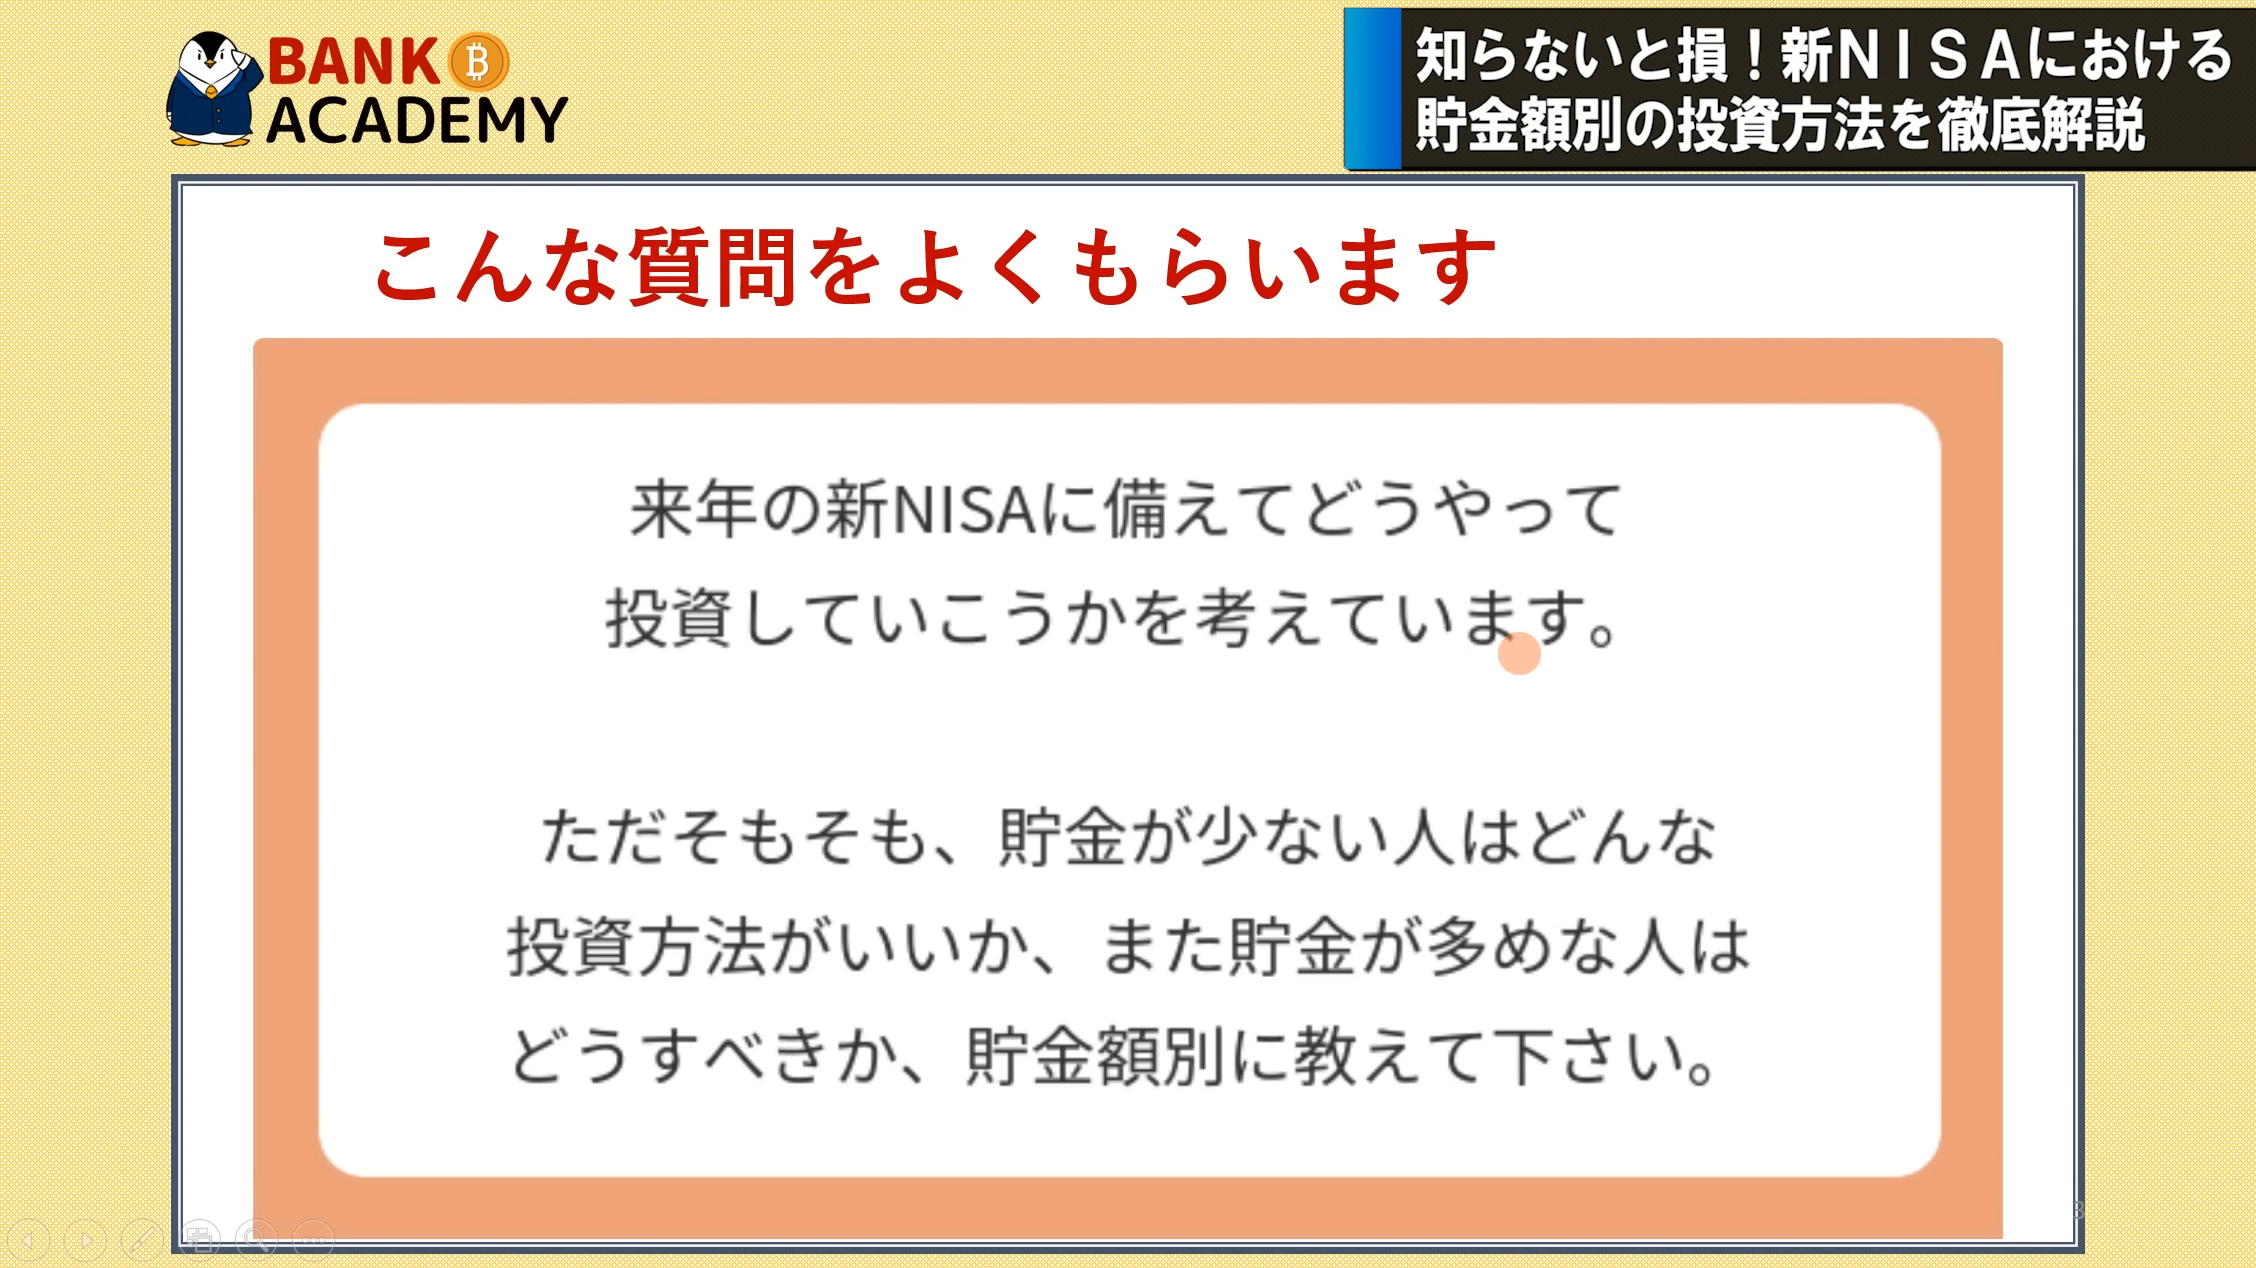 BANK
ACADEMY
知らないと損！新ＮＩＳＡにおける
貯金額別の投資方法を徹底解説
こんな質問をよくもらいます
来年の新NISAに備えてどうやって
投資していこうかを考えています。
ただそもそも、貯金が少ない人はどんな
投資方法がいいか、また貯金が多めな人は
どうすべきか、貯金額別に教えて下さい。
3